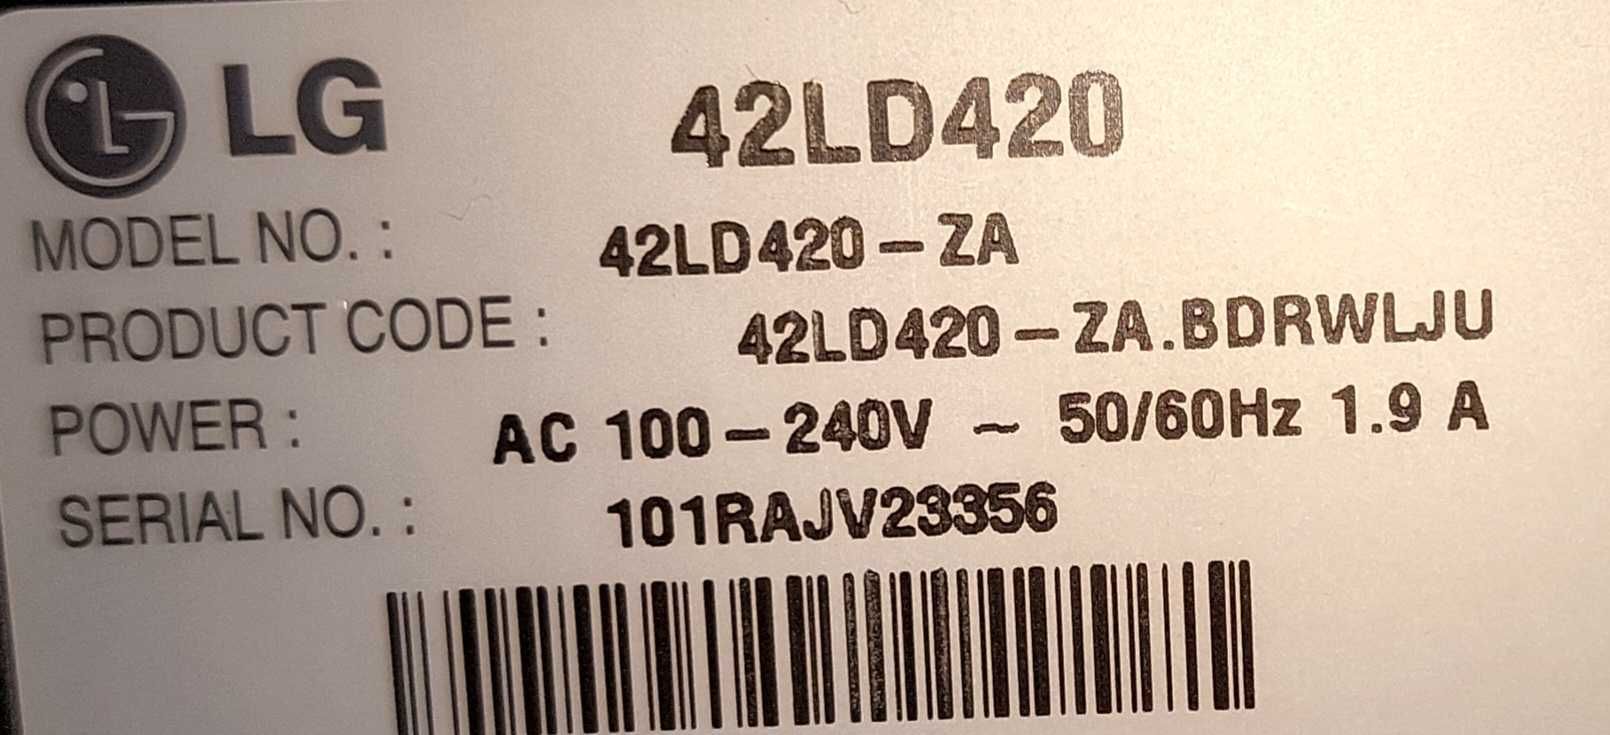 LG 42LD420
MODEL NO. : 42LD420-ZA
PRODUCT CODE : 42LD420-ZA.BDRWLJU
POWER : AC 100-240V ~ 50/60Hz 1.9 A
SERIAL NO. : 101RAJV23356